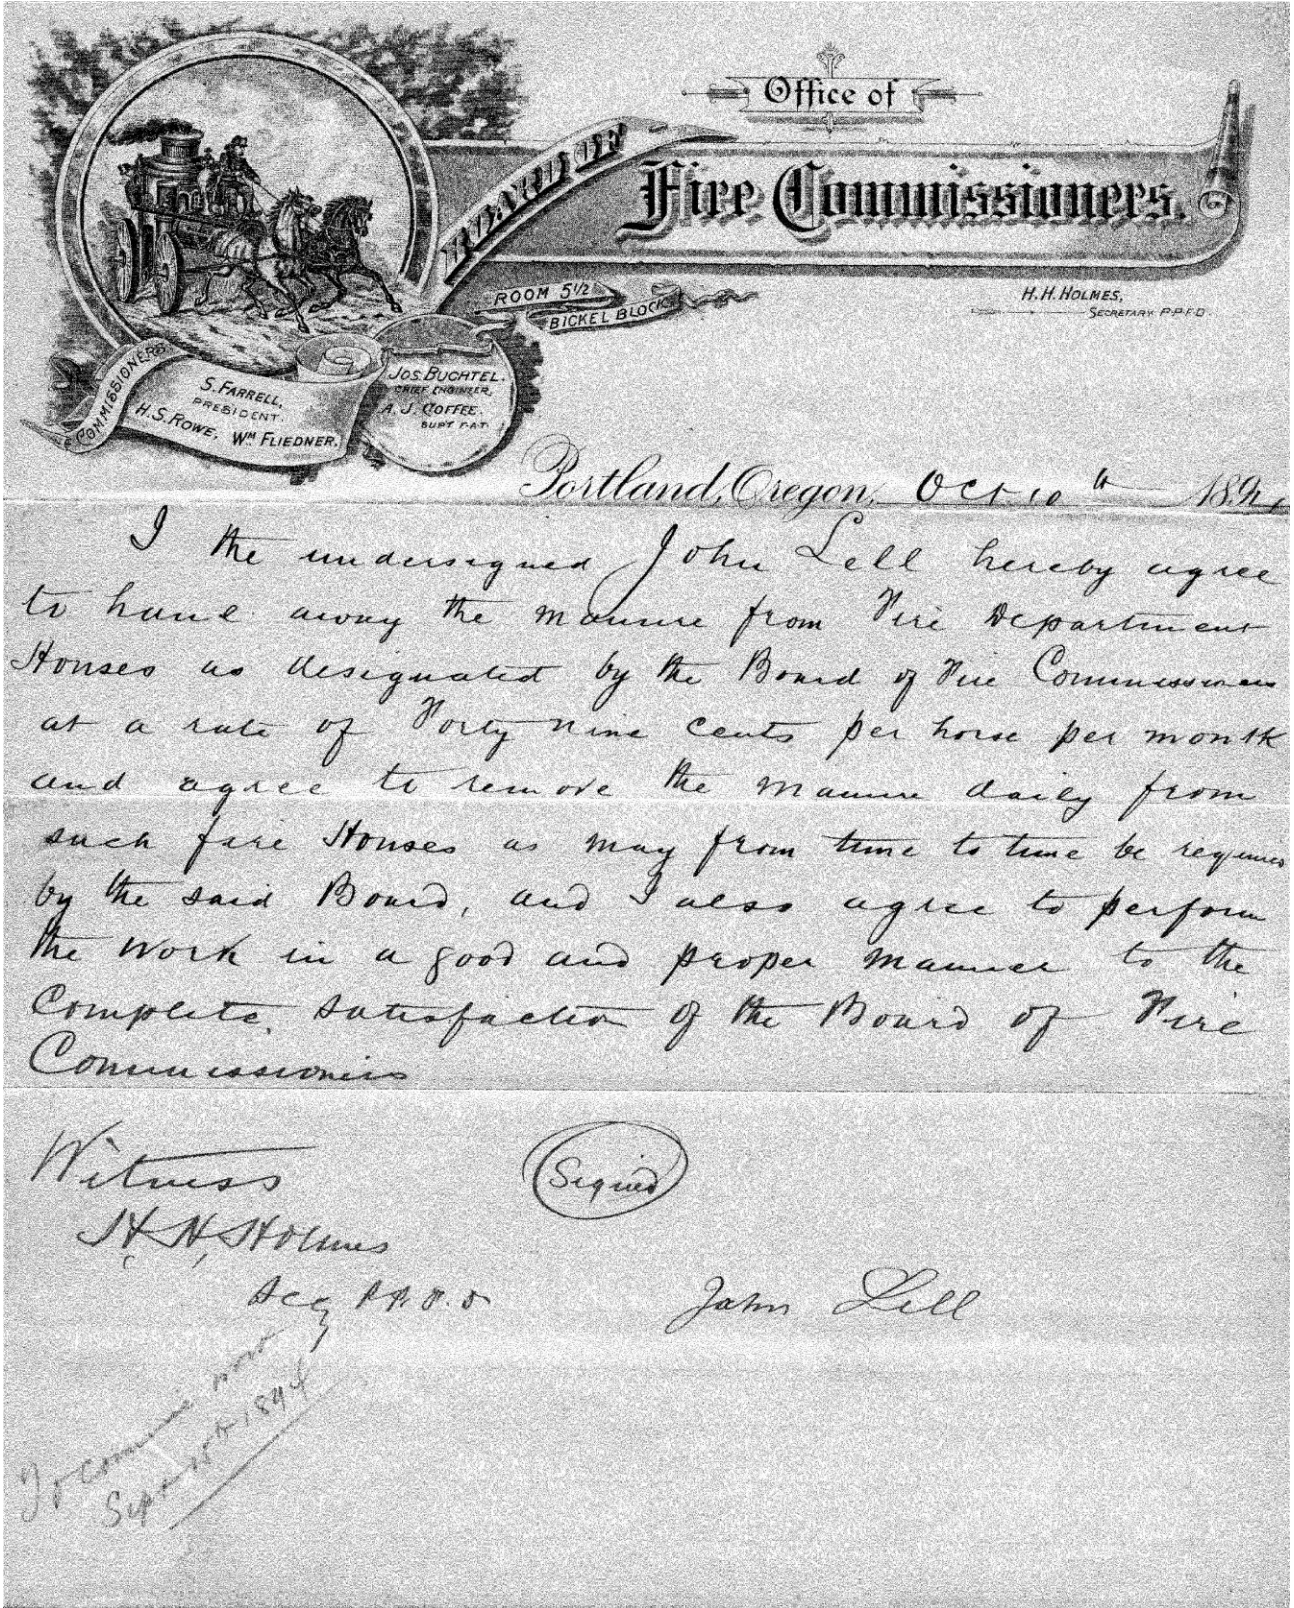 Office of
BOARD OF
Fire Commissioners.
ROOM 5 1/2
BICKEL BLOCK
H. H. HOLMES,
SECRETARY P.P.F.D.
COMMISSIONERS
S. FARRELL,
PRESIDENT.
H. S. ROWE, WM FLIEDNER.
JOS. BUCHTEL.
CHIEF ENGINEER,
A. J. COFFEE.
SUPT F-A-T.
Portland, Oregon, Oct 10th 189
I the undersigned John Lell hereby agree
to haul away the manure from Fire Department
Houses as designated by the Board of Fire Commissioners
at a rate of Forty nine cents per horse per month
and agree to remove the manure daily from
such fire Houses as may from time to time be required
by the said Board, and I also agree to perform
the work in a good and proper manner to the
Complete satisfaction of the Board of Fire
Commissioners
Witness
H. H. Holmes
Secy P.P.F.D
Signed
John Lell
To commence now
Sept 15th 1894